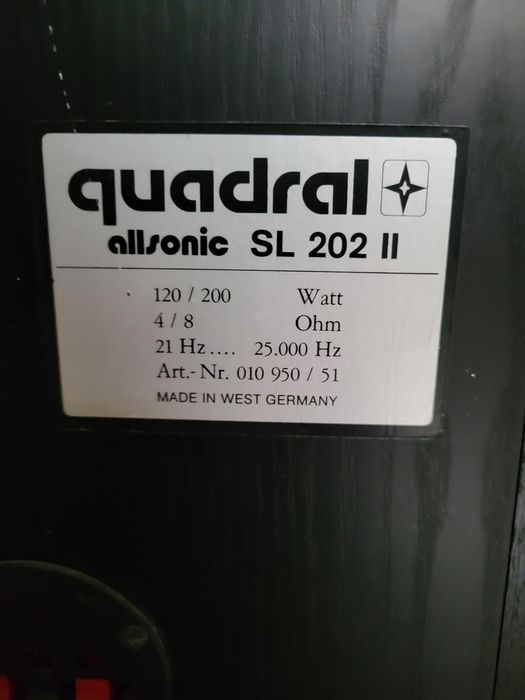 quadral
allsonic SL 202 II
120 / 200 Watt
4 / 8 Ohm
21 Hz .... 25.000 Hz
Art.-Nr. 010 950 / 51
MADE IN WEST GERMANY